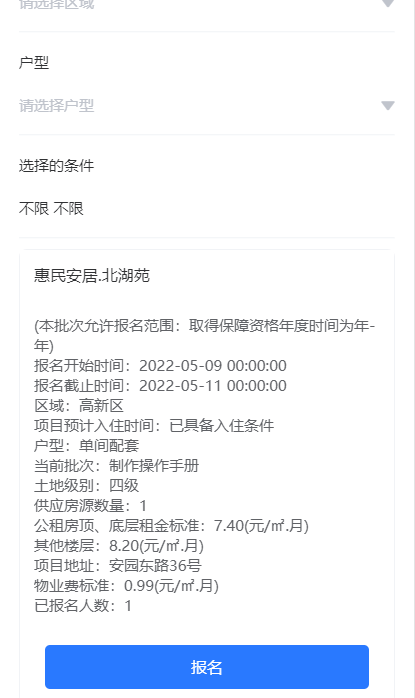 请选择区域
户型
请选择户型
选择的条件
不限 不限
惠民安居.北湖苑
(本批次允许报名范围：取得保障资格年度时间为年-
年)
报名开始时间：2022-05-09 00:00:00
报名截止时间：2022-05-11 00:00:00
区域：高新区
项目预计入住时间：已具备入住条件
户型：单间配套
当前批次：制作操作手册
土地级别：四级
供应房源数量：1
公租房顶、底层租金标准：7.40(元/㎡.月)
其他楼层：8.20(元/㎡.月)
项目地址：安园东路36号
物业费标准：0.99(元/㎡.月)
已报名人数：1
报名